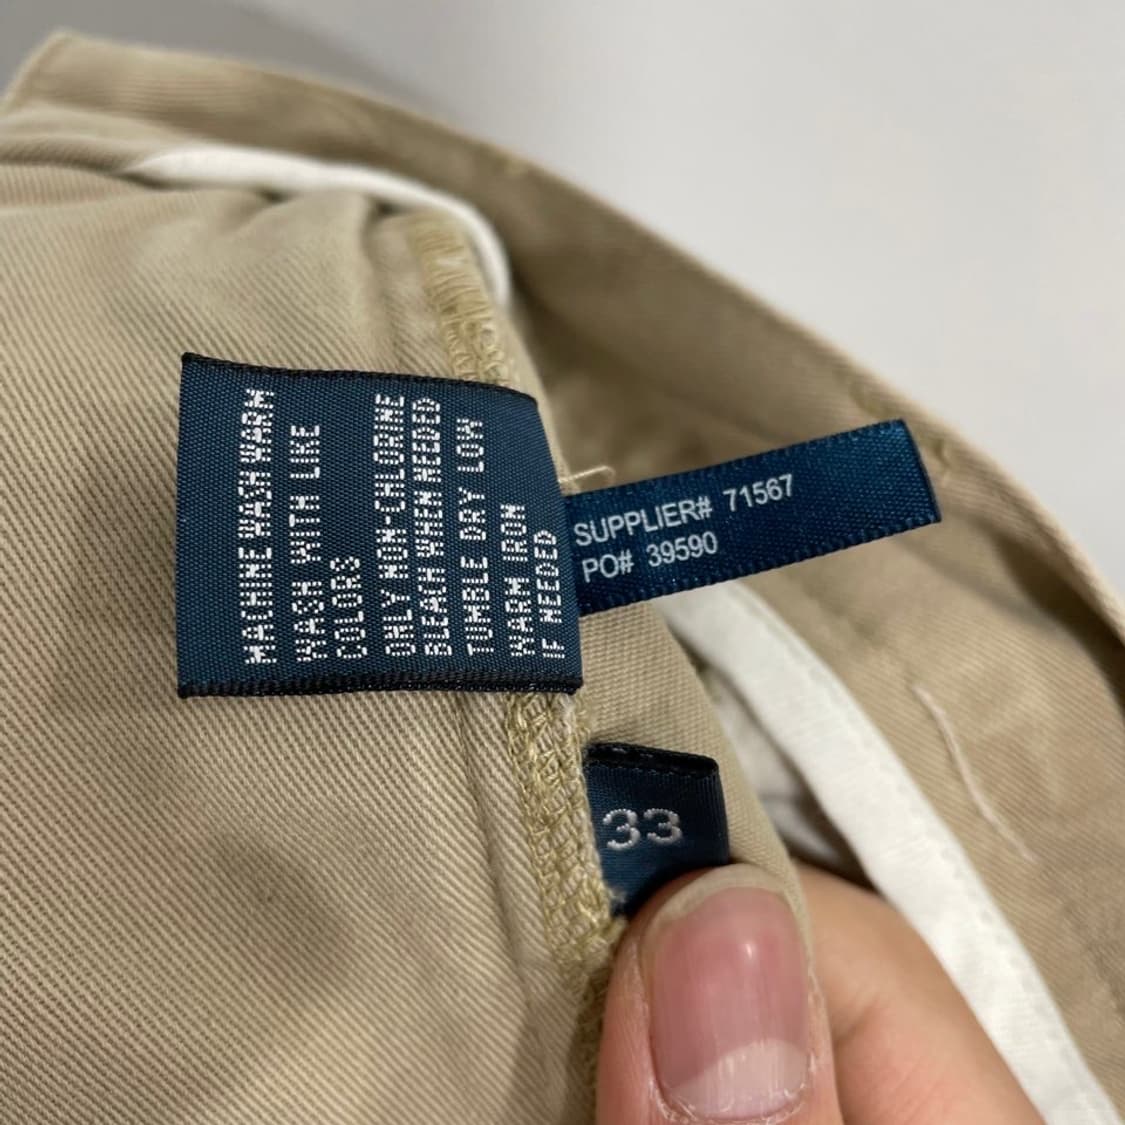 MACHINE WASH WARM
WASH WITH LIKE
COLORS
ONLY NON-CHLORINE
BLEACH WHEN NEEDED
TUMBLE DRY LOW
WARM IRON
IF NEEDED
SUPPLIER# 71567
PO# 39590
33